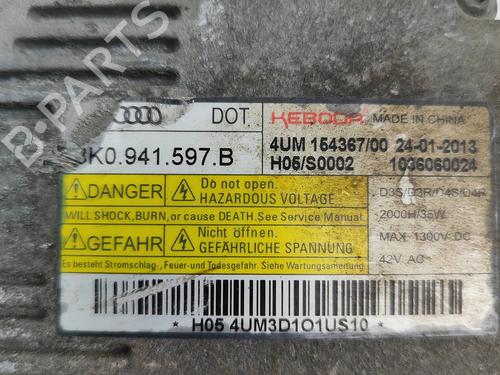 B-PARTS
DOT
KEBODA
MADE IN CHINA
8K0.941.597.B
4UM 154367/00 24-01-2013
H05/S0002 1036060024
DANGER
Do not open.
HAZARDOUS VOLTAGE
WILL SHOCK, BURN, or cause DEATH. See Service Manual.
GEFAHR
Nicht öffnen.
GEFÄHRLICHE SPANNUNG
Es besteht Stromschlag-, Feuer-und Todesgefahr. Siehe Wartungsanleitung.
D3S/D3R/D4S/D4R
2000H/35W
MAX 1300V DC
42V AC
* H05 4UM3D1O1US10 *